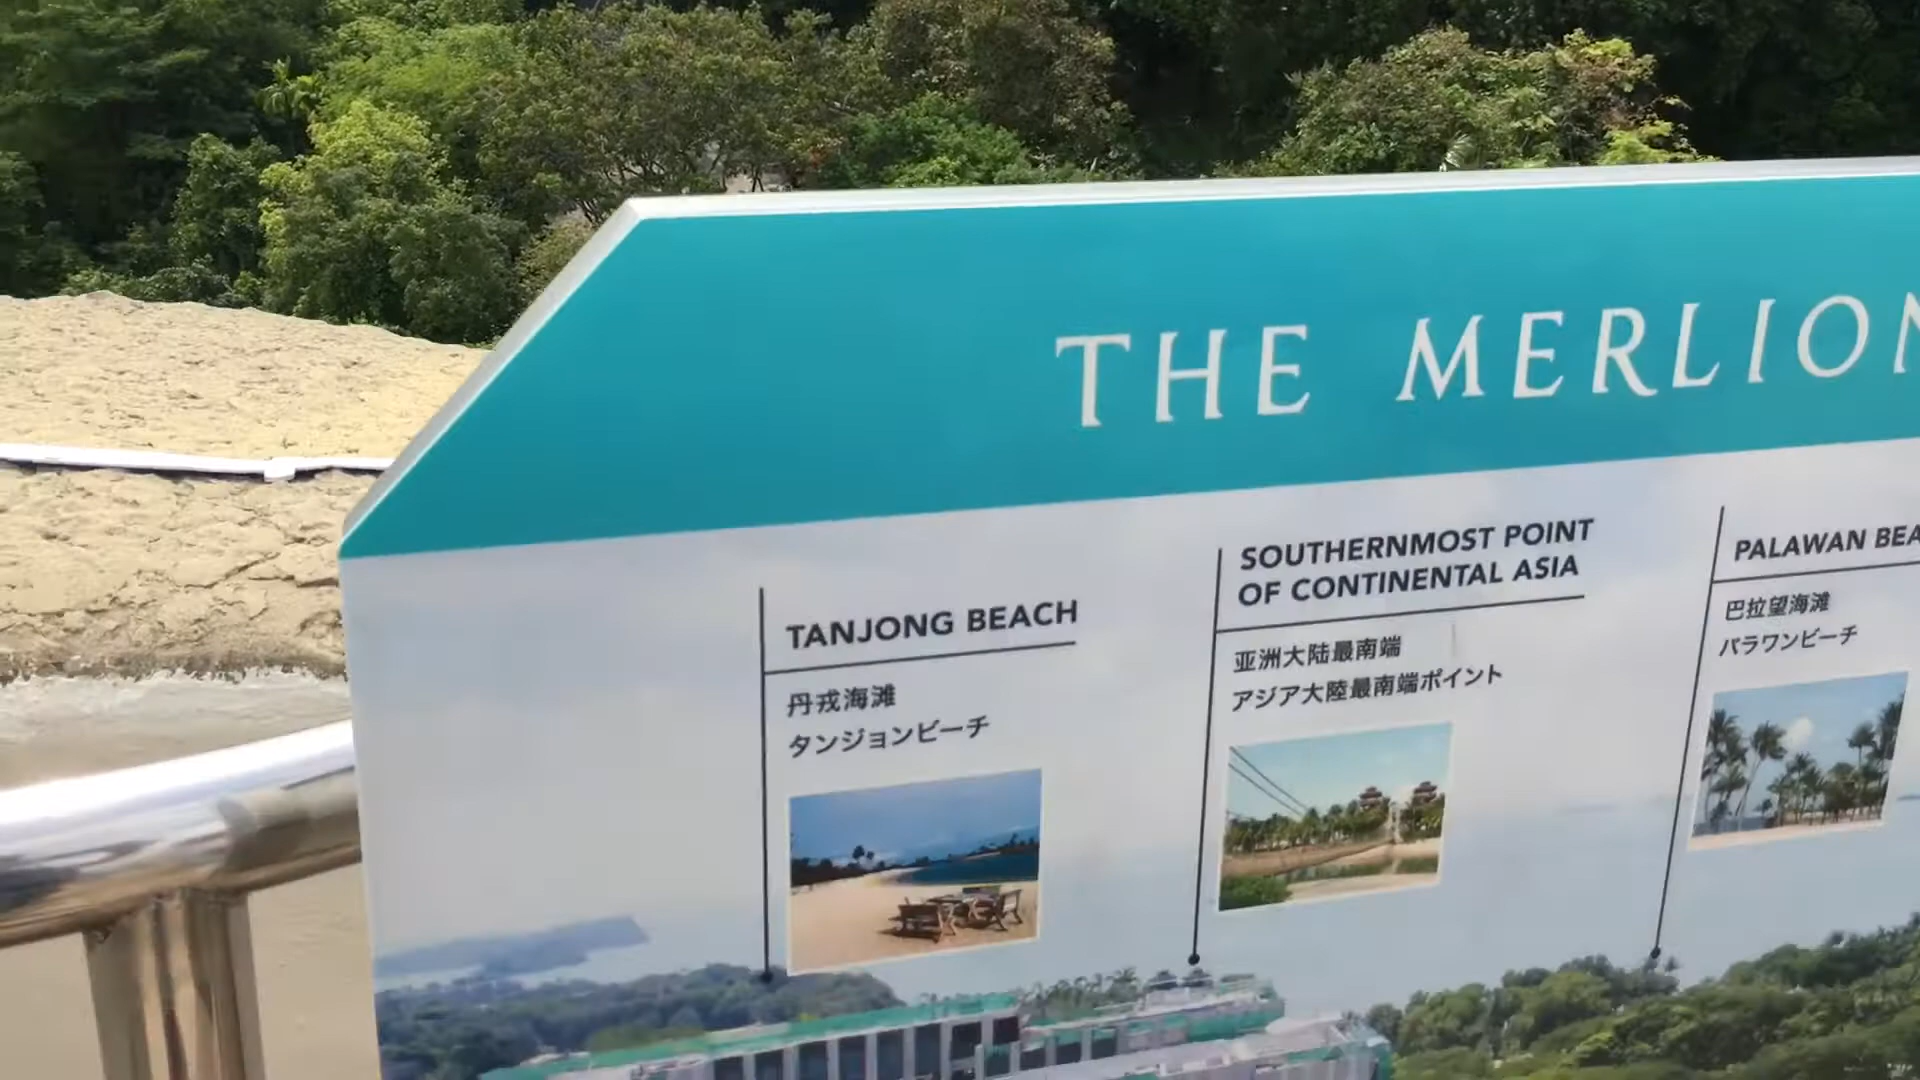 THE MERLION
TANJONG BEACH
丹戎海滩
タンジョンビーチ
SOUTHERNMOST POINT
OF CONTINENTAL ASIA
亚洲大陆最南端
アジア大陸最南端ポイント
PALAWAN BEA
巴拉望海滩
パラワンビーチ